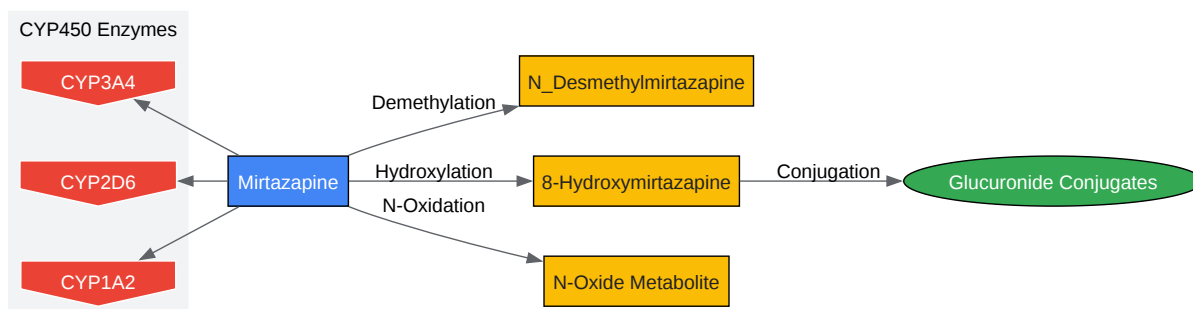 CYP450 Enzymes
CYP3A4
CYP2D6
CYP1A2
Mirtazapine
Demethylation
Hydroxylation
N-Oxidation
N_Desmethylmirtazapine
8-Hydroxymirtazapine
N-Oxide Metabolite
Conjugation
Glucuronide Conjugates